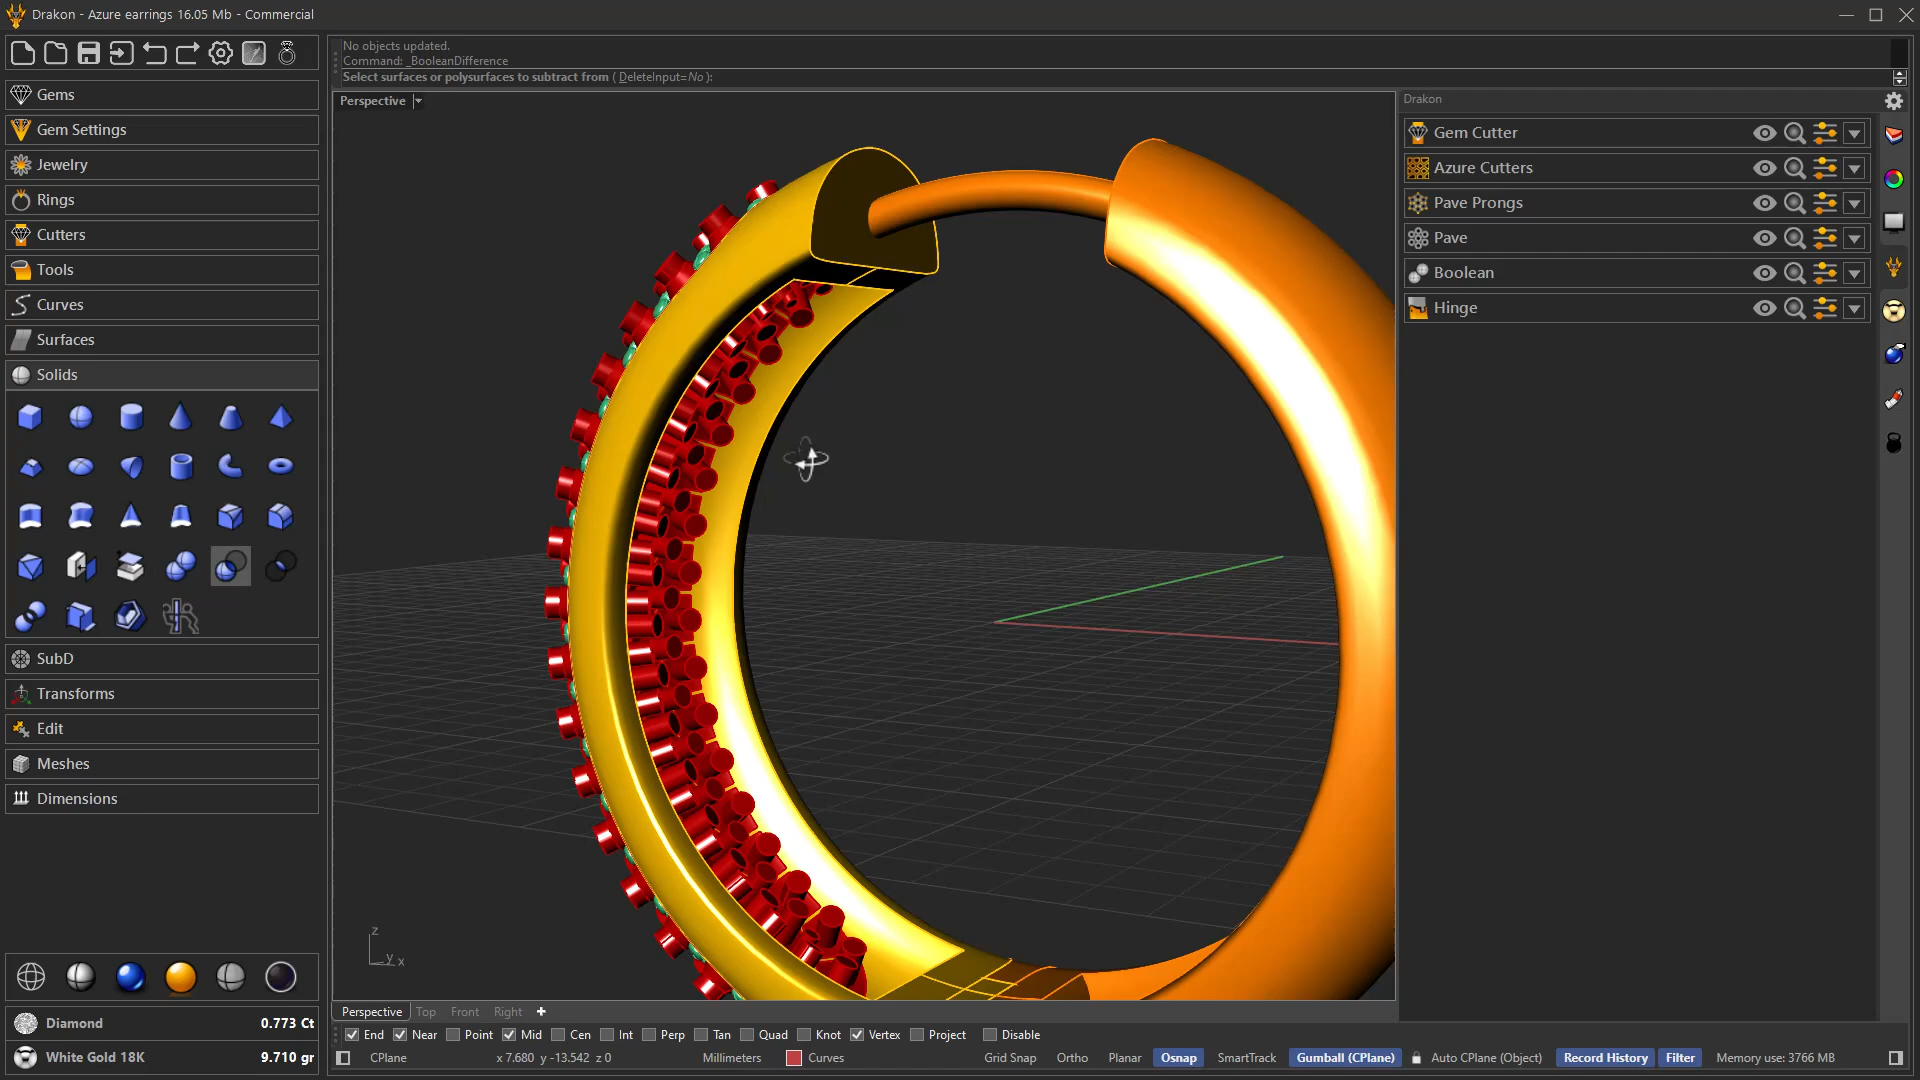 Drakon - Azure earrings 16.05 Mb - Commercial
No objects updated.
Command: _BooleanDifference
Select surfaces or polysurfaces to subtract from ( DeleteInput=No ):
Gems
Gem Settings
Jewelry
Rings
Cutters
Tools
Curves
Surfaces
Solids
SubD
Transforms
Edit
Meshes
Dimensions
Diamond 0.773 Ct
White Gold 18K 9.710 gr
Perspective
z
y x
Drakon
Gem Cutter
Azure Cutters
Pave Prongs
Pave
Boolean
Hinge
Perspective Top Front Right
End Near Point Mid Cen Int Perp Tan Quad Knot Vertex Project Disable
CPlane x 7.680 y -13.542 z 0 Millimeters Curves Grid Snap Ortho Planar Osnap SmartTrack Gumball (CPlane) Auto CPlane (Object) Record History Filter Memory use: 3766 MB